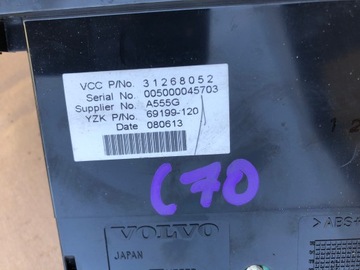 VCC P/No. 31268052
Serial No. 005000045703
Supplier No. A555G
YZK P/No. 69199-120
Date 080613
C70
VOLVO
>ABS+
JAPAN